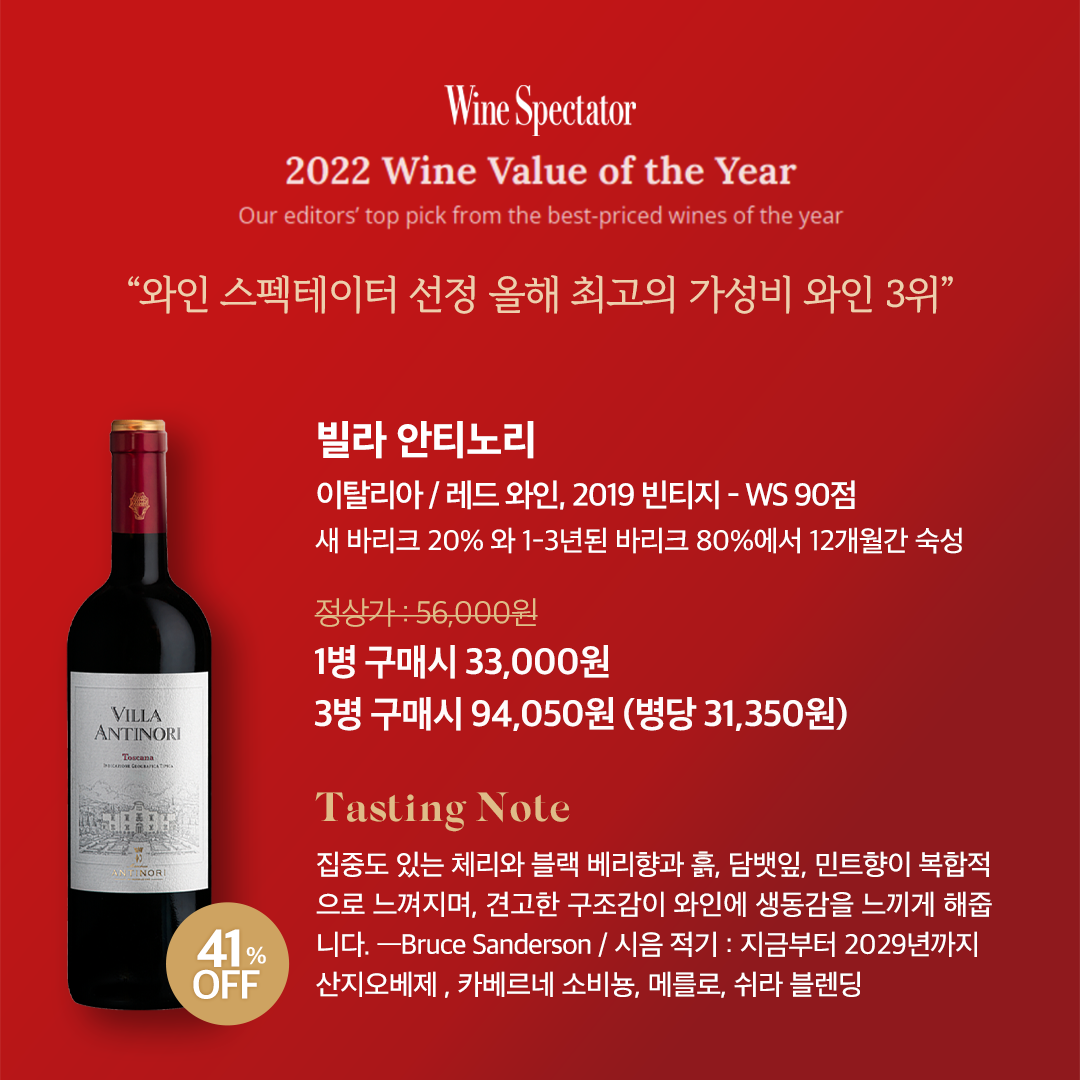 Wine Spectator
2022 Wine Value of the Year
Our editors' top pick from the best-priced wines of the year
“와인 스펙테이터 선정 올해 최고의 가성비 와인 3위”
빌라 안티노리
이탈리아 / 레드 와인, 2019 빈티지 - WS 90점
새 바리크 20% 와 1-3년된 바리크 80%에서 12개월간 숙성
정상가 : 56,000원
1병 구매시 33,000원
3병 구매시 94,050원 (병당 31,350원)
Tasting Note
집중도 있는 체리와 블랙 베리향과 흙, 담뱃잎, 민트향이 복합적
으로 느껴지며, 견고한 구조감이 와인에 생동감을 느끼게 해줍
니다. —Bruce Sanderson / 시음 적기 : 지금부터 2029년까지
산지오베제 , 카베르네 소비뇽, 메를로, 쉬라 블렌딩
VILLA
ANTINORI
Toscana
INDICAZIONE GEOGRAFICA TIPICA
ANTINORI
41%
OFF